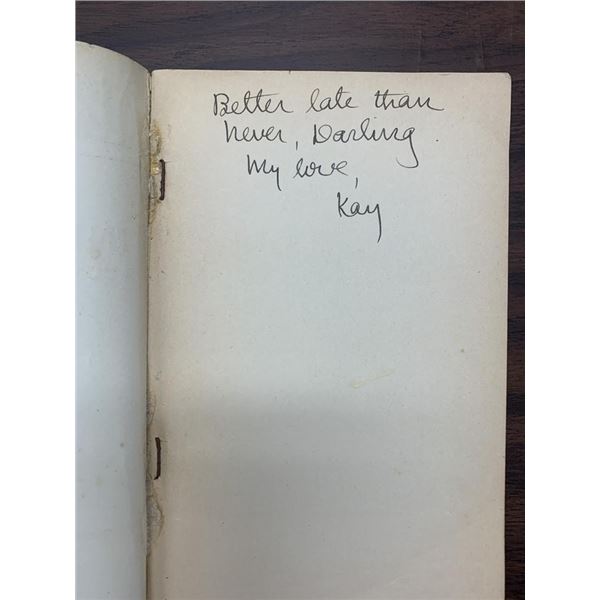 Better late than
never, Darling.
My love,
Kay